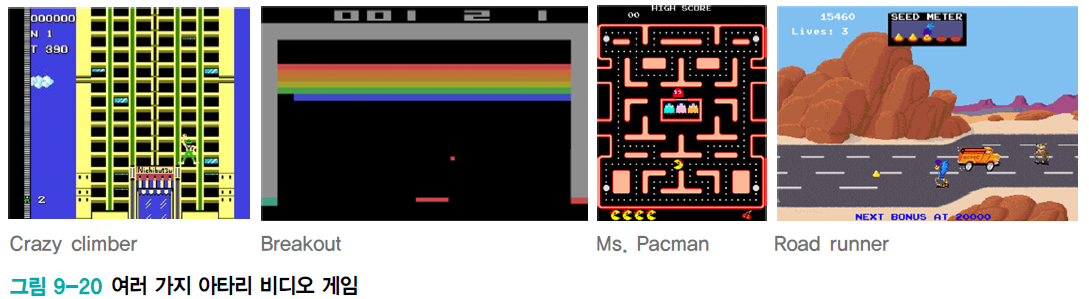 000000
N 1
T 390
Nichibutsu
2
001 2 1
HIGH SCORE
00
15460
Lives: 3
SEED METER
NEXT BONUS AT 20000
Crazy climber
Breakout
Ms. Pacman
Road runner
그림 9-20 여러 가지 아타리 비디오 게임